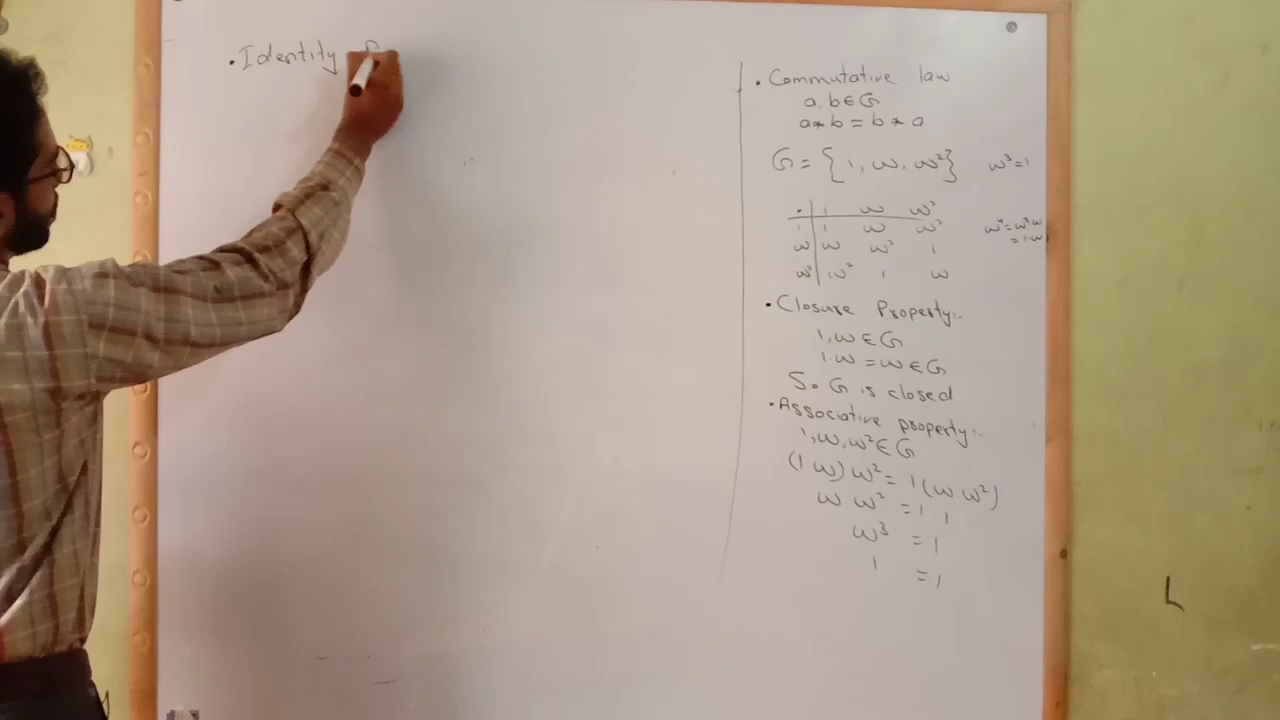 . Identity
. Commutative law
a, b ∈ G
a * b = b * a
G = {1, ω, ω²} ω³=1
. 1 ω ω²
1 1 ω ω²
ω ω ω² 1
ω² ω² 1 ω
ω⁴=ω³ω
=1·ω
. Closure Property:-
1, ω ∈ G
1·ω = ω ∈ G
So G is closed
. Associative property:-
1, ω, ω² ∈ G
(1 ω) ω² = 1 (ω ω²)
ω ω² = 1 · 1
ω³ = 1
1 = 1